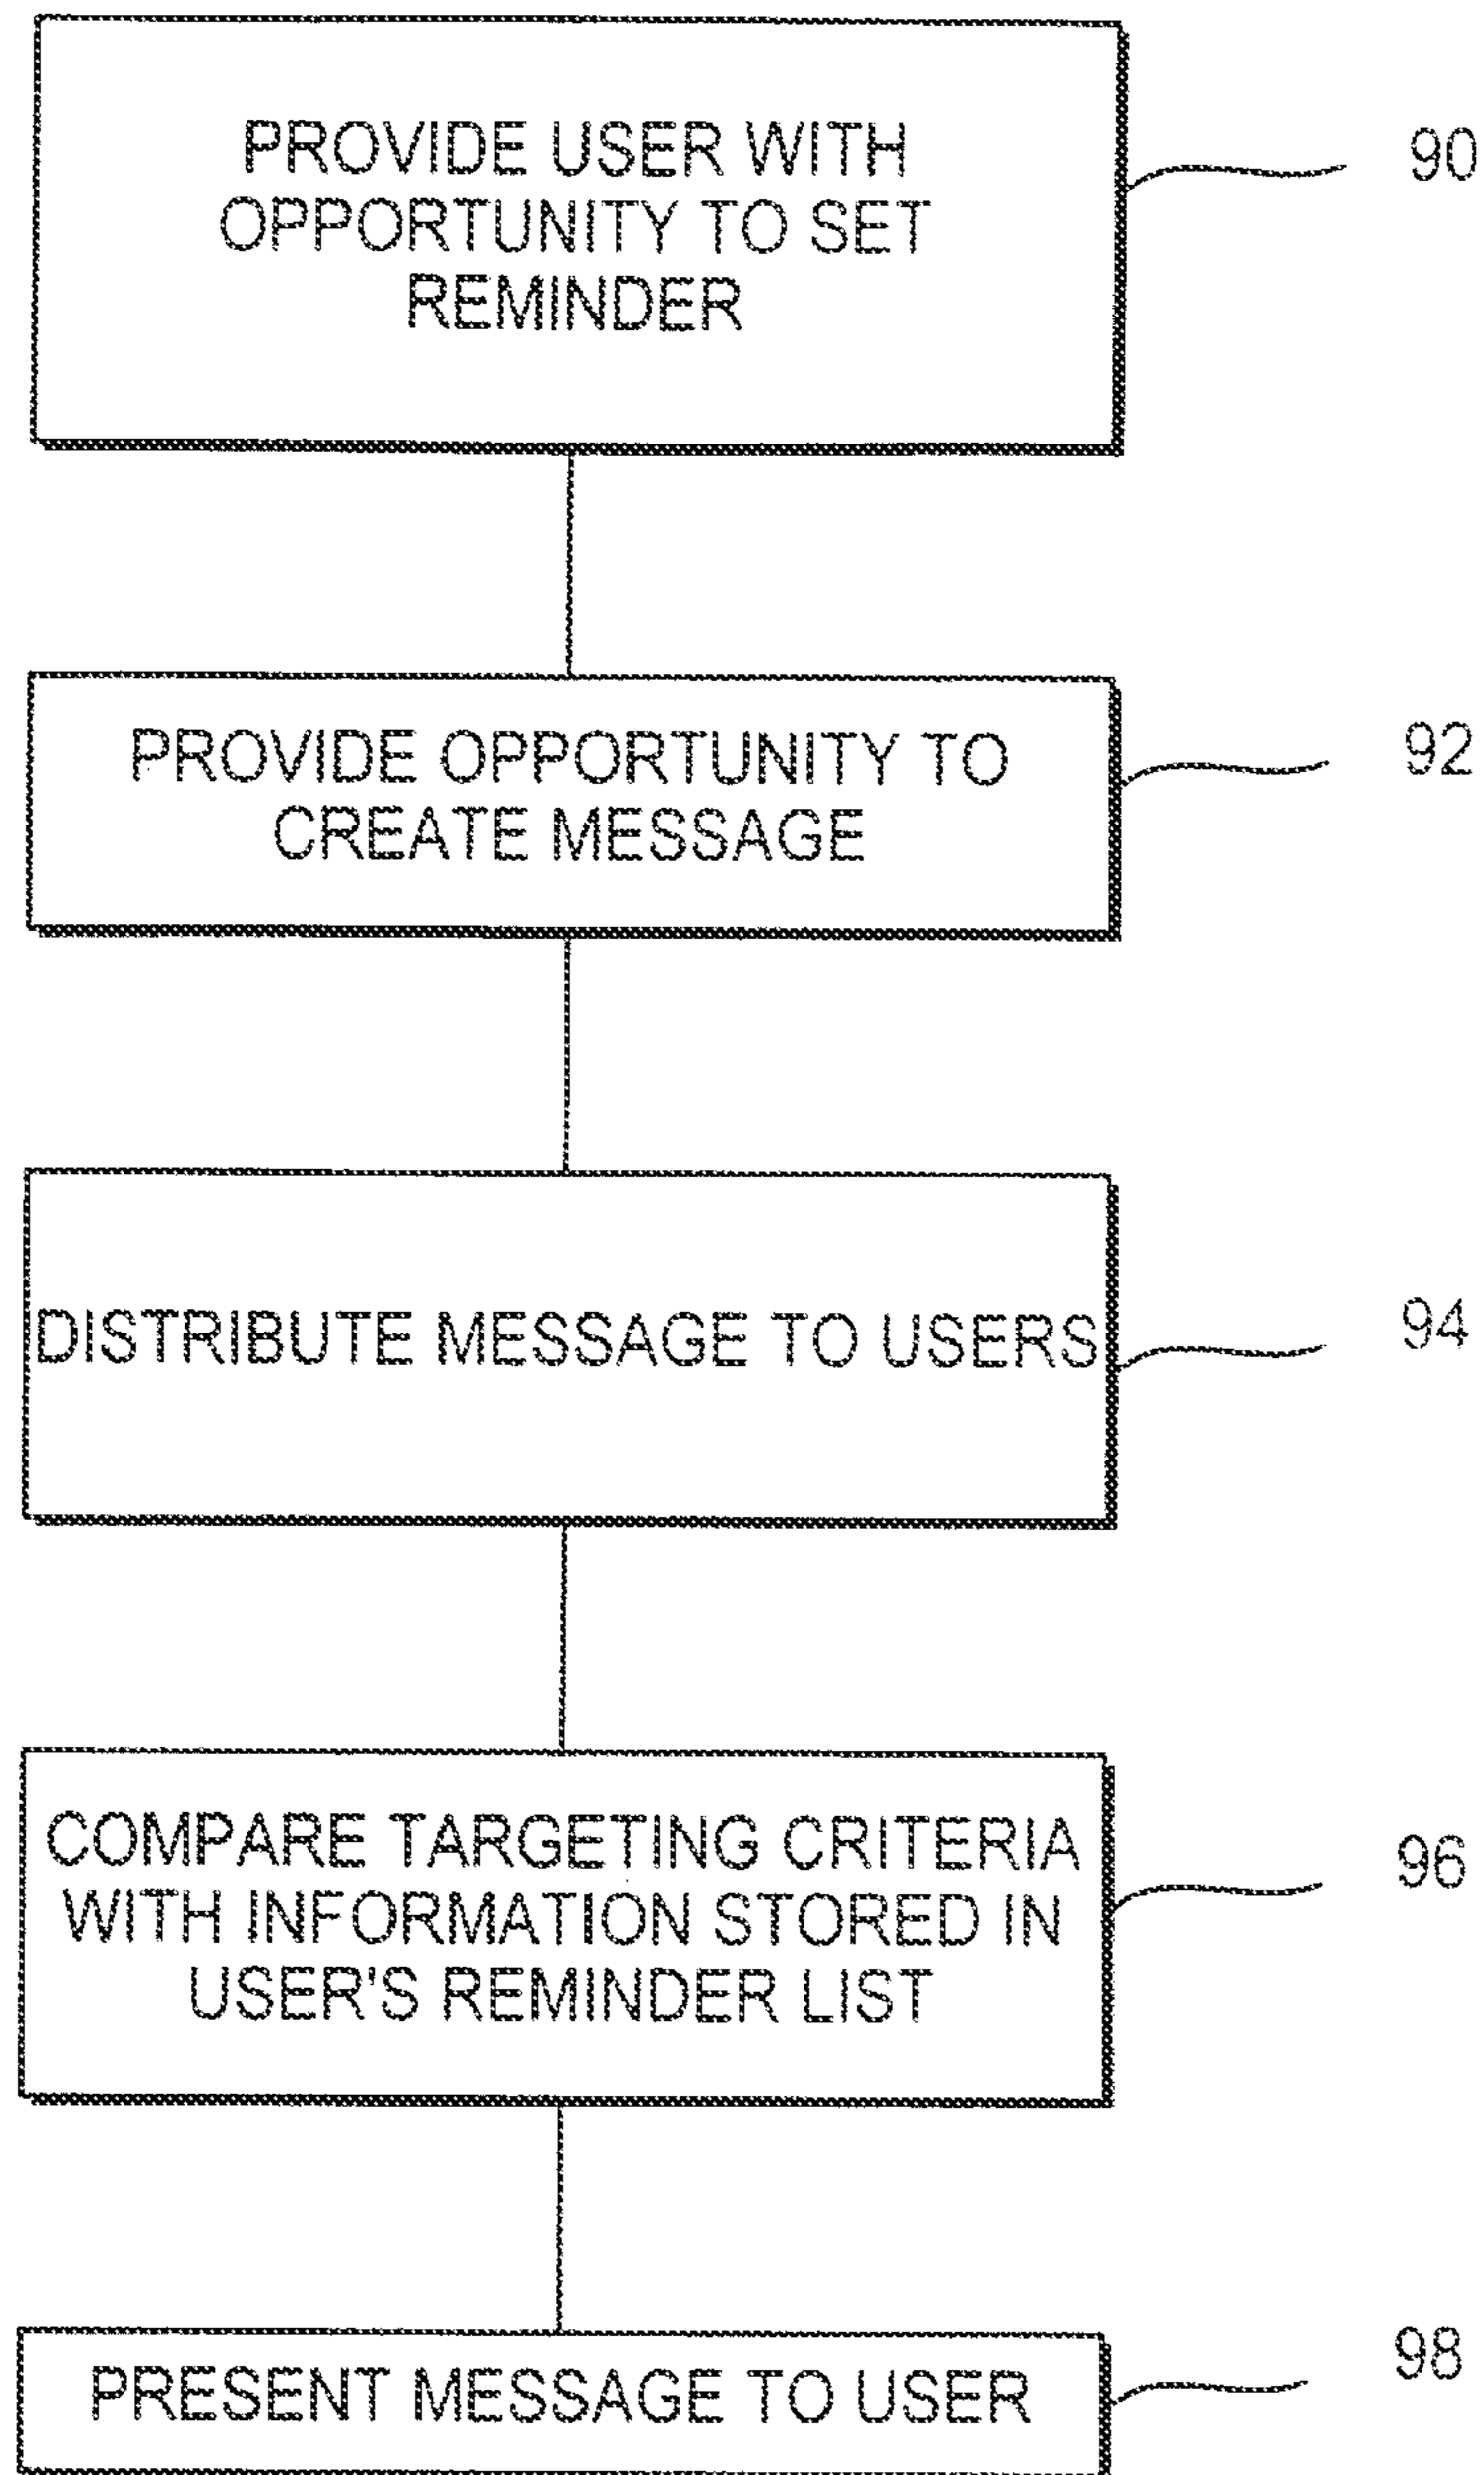 PROVIDE USER WITH
OPPORTUNITY TO SET
REMINDER
90
PROVIDE OPPORTUNITY TO
CREATE MESSAGE
92
DISTRIBUTE MESSAGE TO USERS
94
COMPARE TARGETING CRITERIA
WITH INFORMATION STORED IN
USER'S REMINDER LIST
96
PRESENT MESSAGE TO USER
98